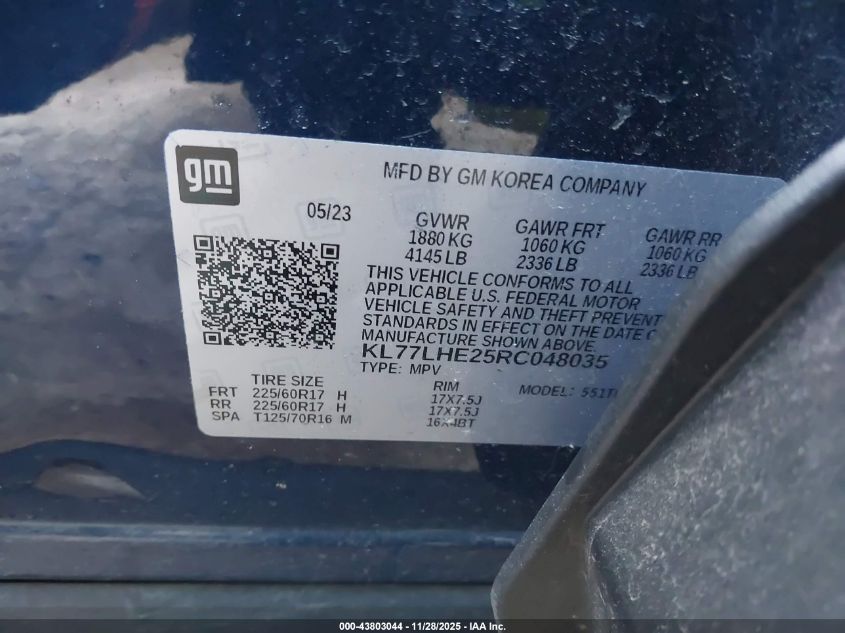 gm
MFD BY GM KOREA COMPANY
05/23
GVWR GAWR FRT GAWR RR
1880 KG 1060 KG 1060 KG
4145 LB 2336 LB 2336 LB
THIS VEHICLE CONFORMS TO ALL
APPLICABLE U.S. FEDERAL MOTOR
VEHICLE SAFETY AND THEFT PREVENT
STANDARDS IN EFFECT ON THE DATE O
MANUFACTURE SHOWN ABOVE.
KL77LHE25RC048035
TYPE: MPV MODEL: 551T
TIRE SIZE RIM
FRT 225/60R17 H 17X7.5J
RR 225/60R17 H 17X7.5J
SPA T125/70R16 M 16X4BT
000-43803044 -- 11/28/2025 -- IAA Inc.